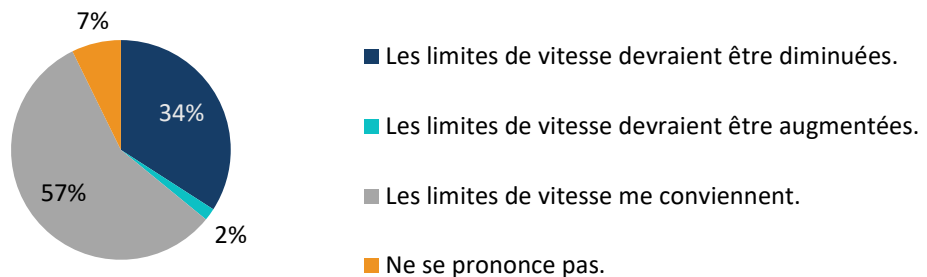 7%
34%
57%
2%
Les limites de vitesse devraient être diminuées.
Les limites de vitesse devraient être augmentées.
Les limites de vitesse me conviennent.
Ne se prononce pas.